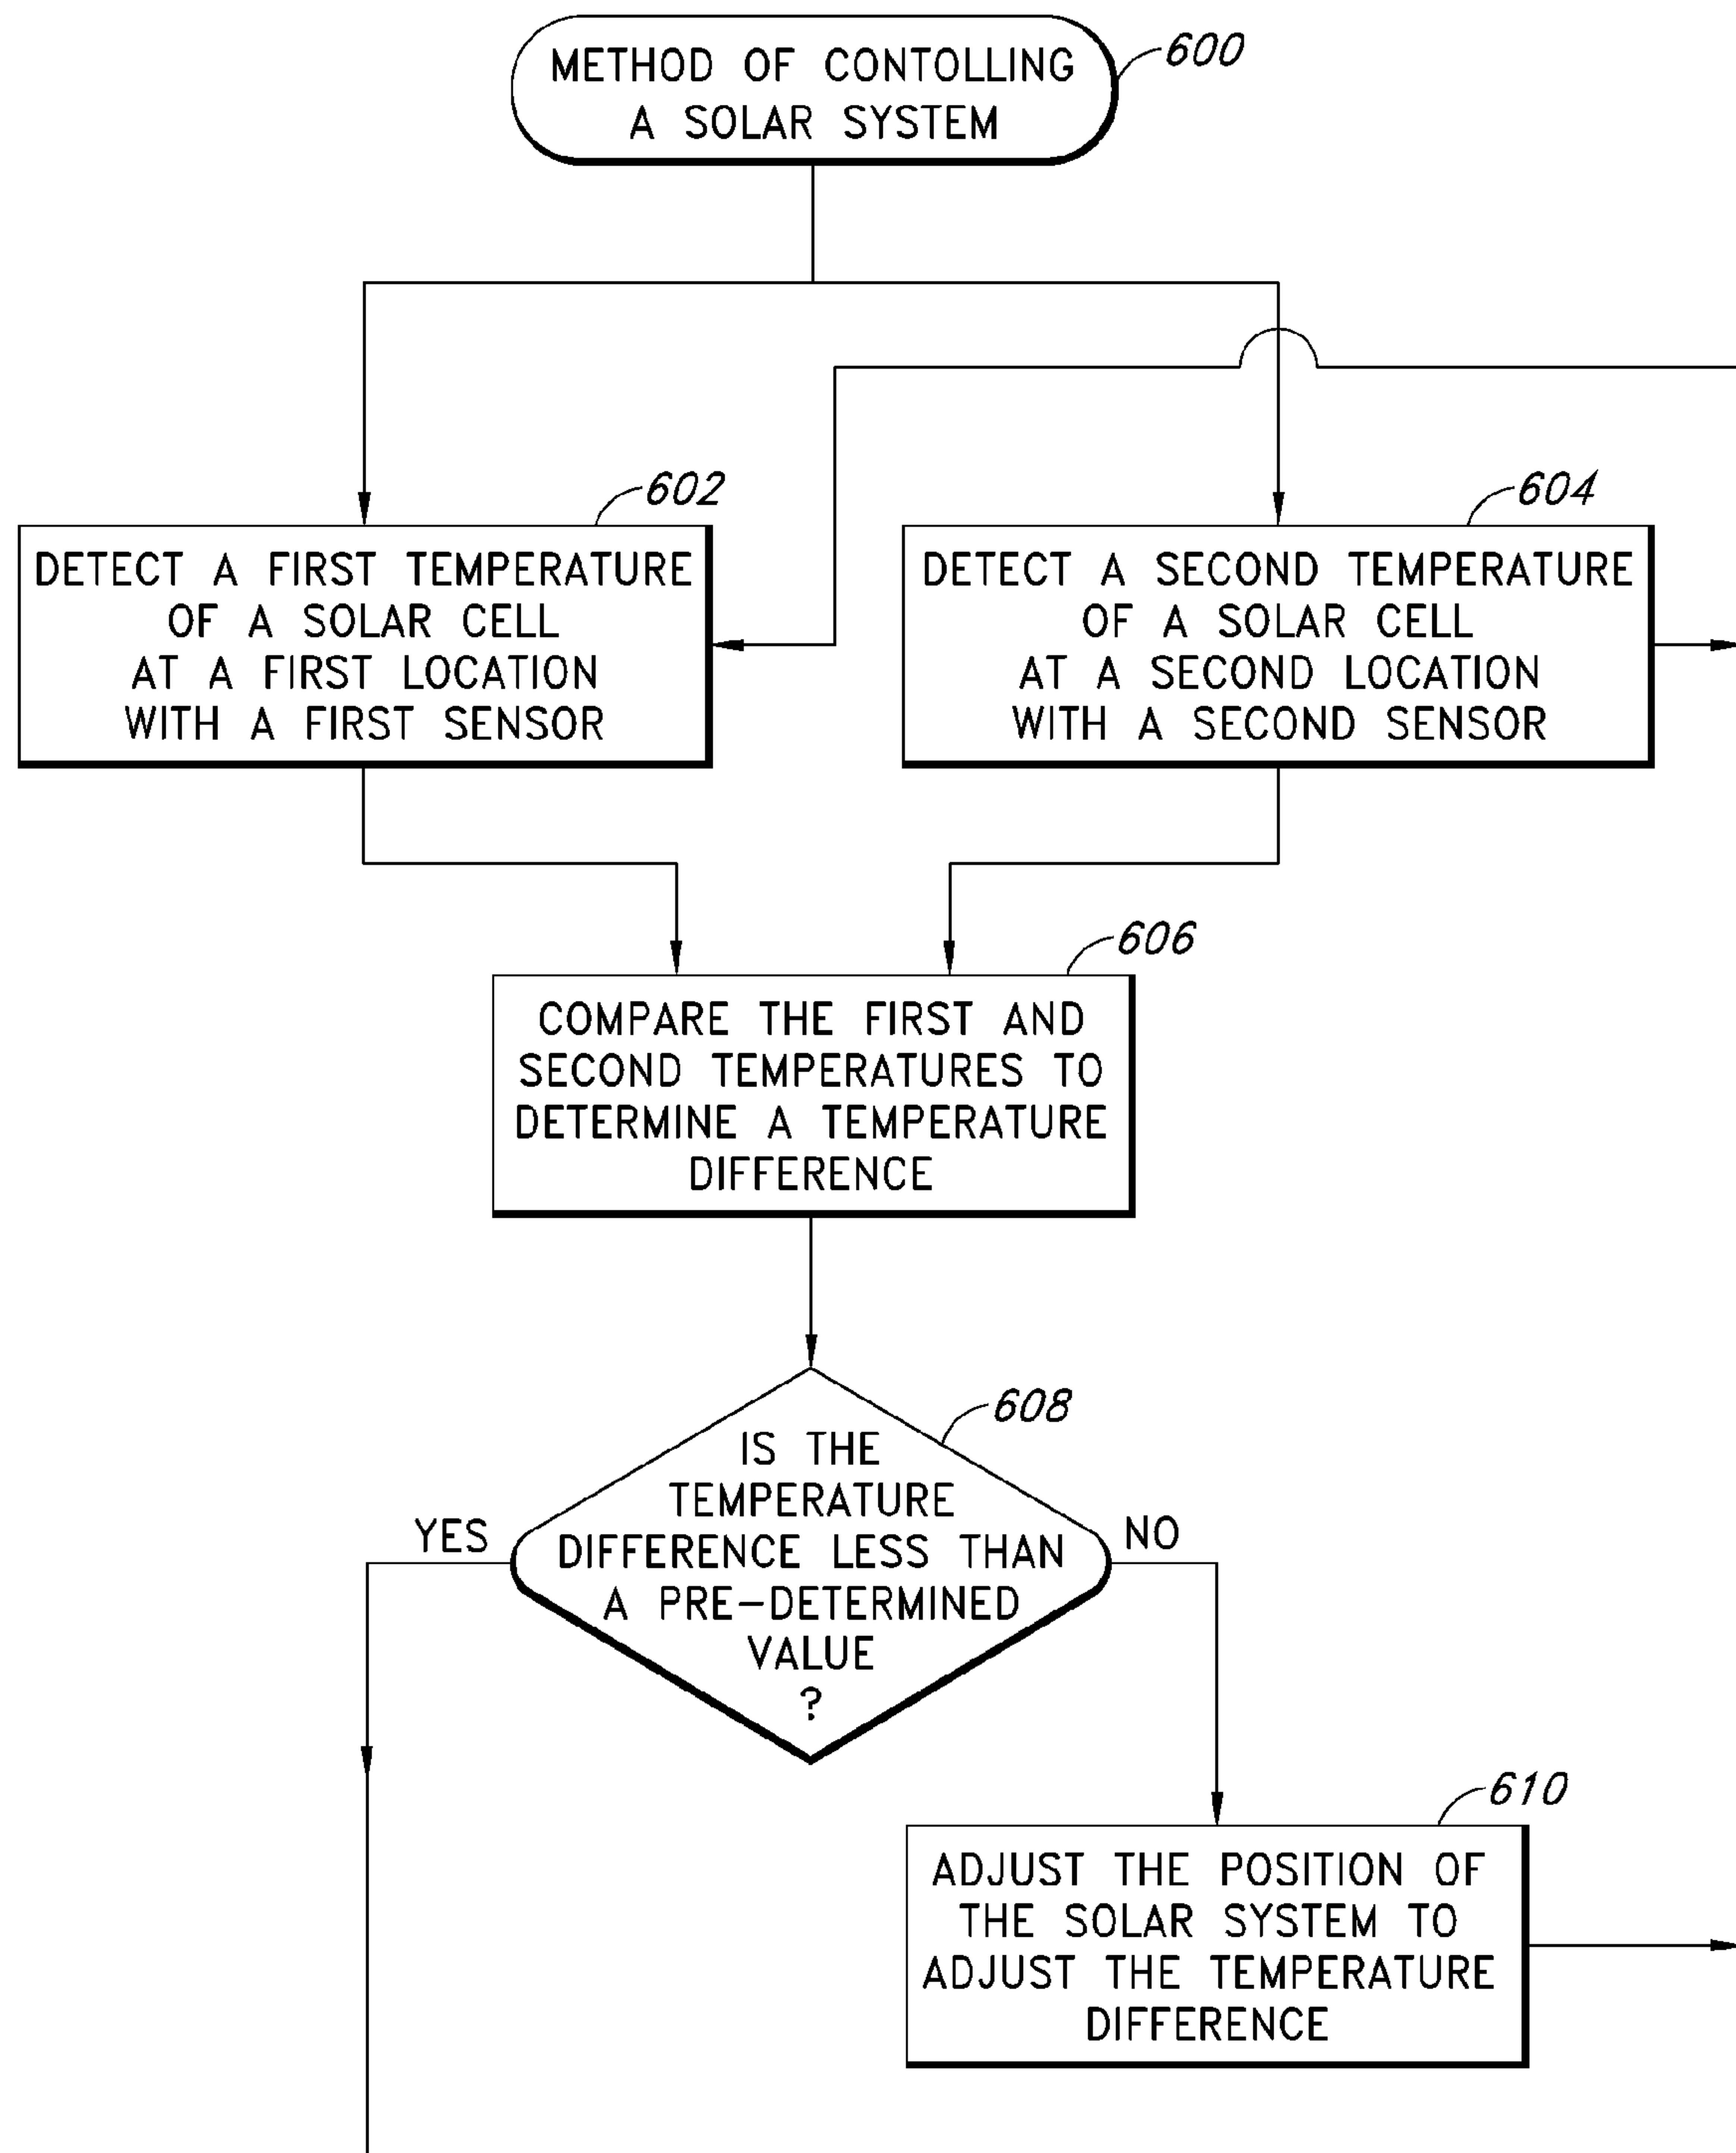 METHOD OF CONTOLLING
A SOLAR SYSTEM
600
602
DETECT A FIRST TEMPERATURE
OF A SOLAR CELL
AT A FIRST LOCATION
WITH A FIRST SENSOR
604
DETECT A SECOND TEMPERATURE
OF A SOLAR CELL
AT A SECOND LOCATION
WITH A SECOND SENSOR
606
COMPARE THE FIRST AND
SECOND TEMPERATURES TO
DETERMINE A TEMPERATURE
DIFFERENCE
608
IS THE
TEMPERATURE
DIFFERENCE LESS THAN
A PRE-DETERMINED
VALUE
?
YES
NO
610
ADJUST THE POSITION OF
THE SOLAR SYSTEM TO
ADJUST THE TEMPERATURE
DIFFERENCE